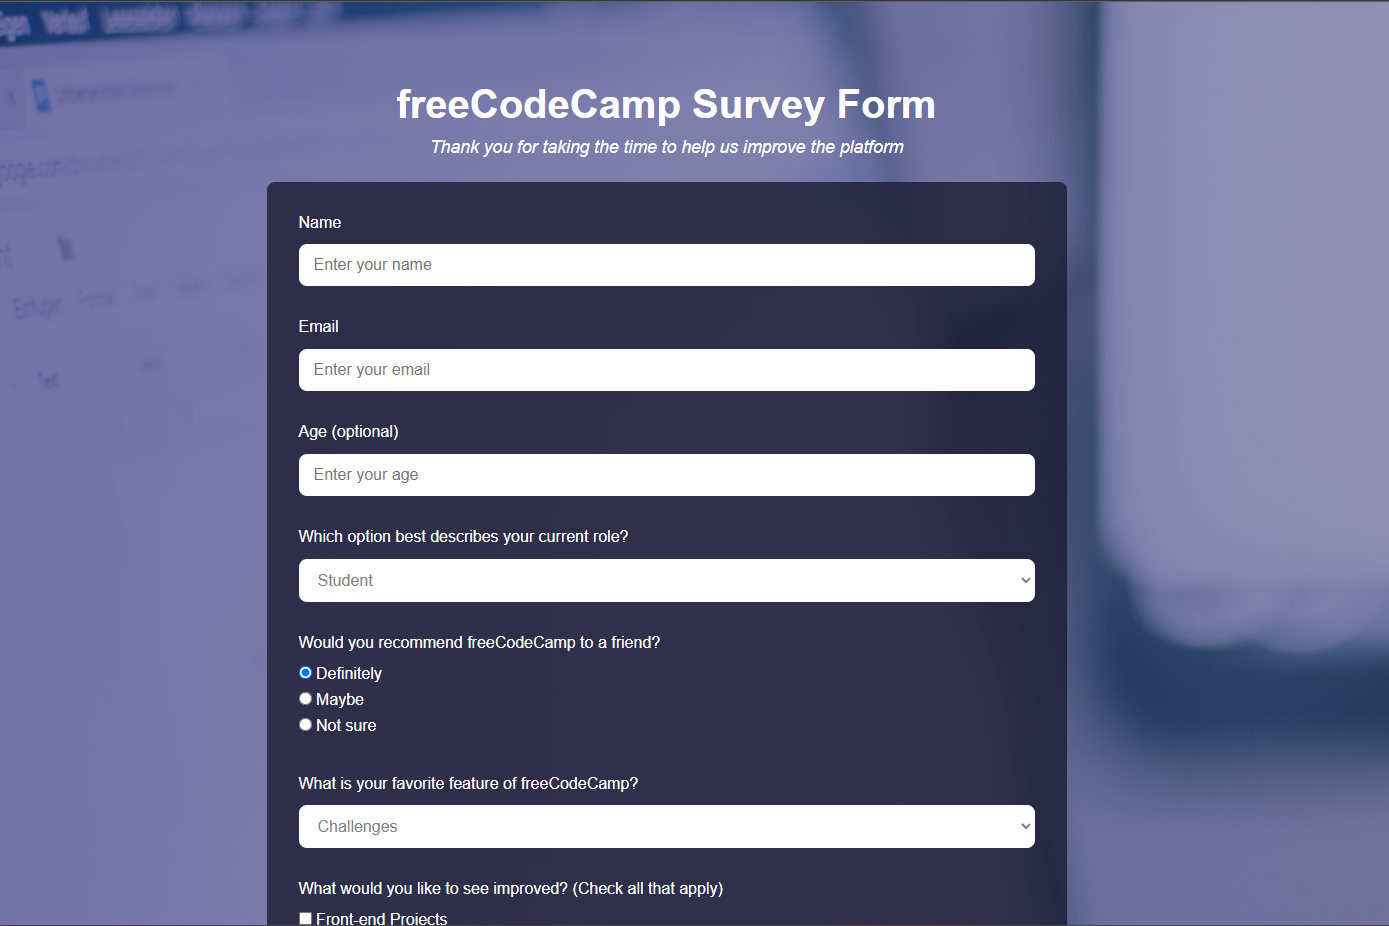 freeCodeCamp Survey Form
Thank you for taking the time to help us improve the platform
Name
Enter your name
Email
Enter your email
Age (optional)
Enter your age
Which option best describes your current role?
Student
Would you recommend freeCodeCamp to a friend?
Definitely
Maybe
Not sure
What is your favorite feature of freeCodeCamp?
Challenges
What would you like to see improved? (Check all that apply)
Front-end Projects